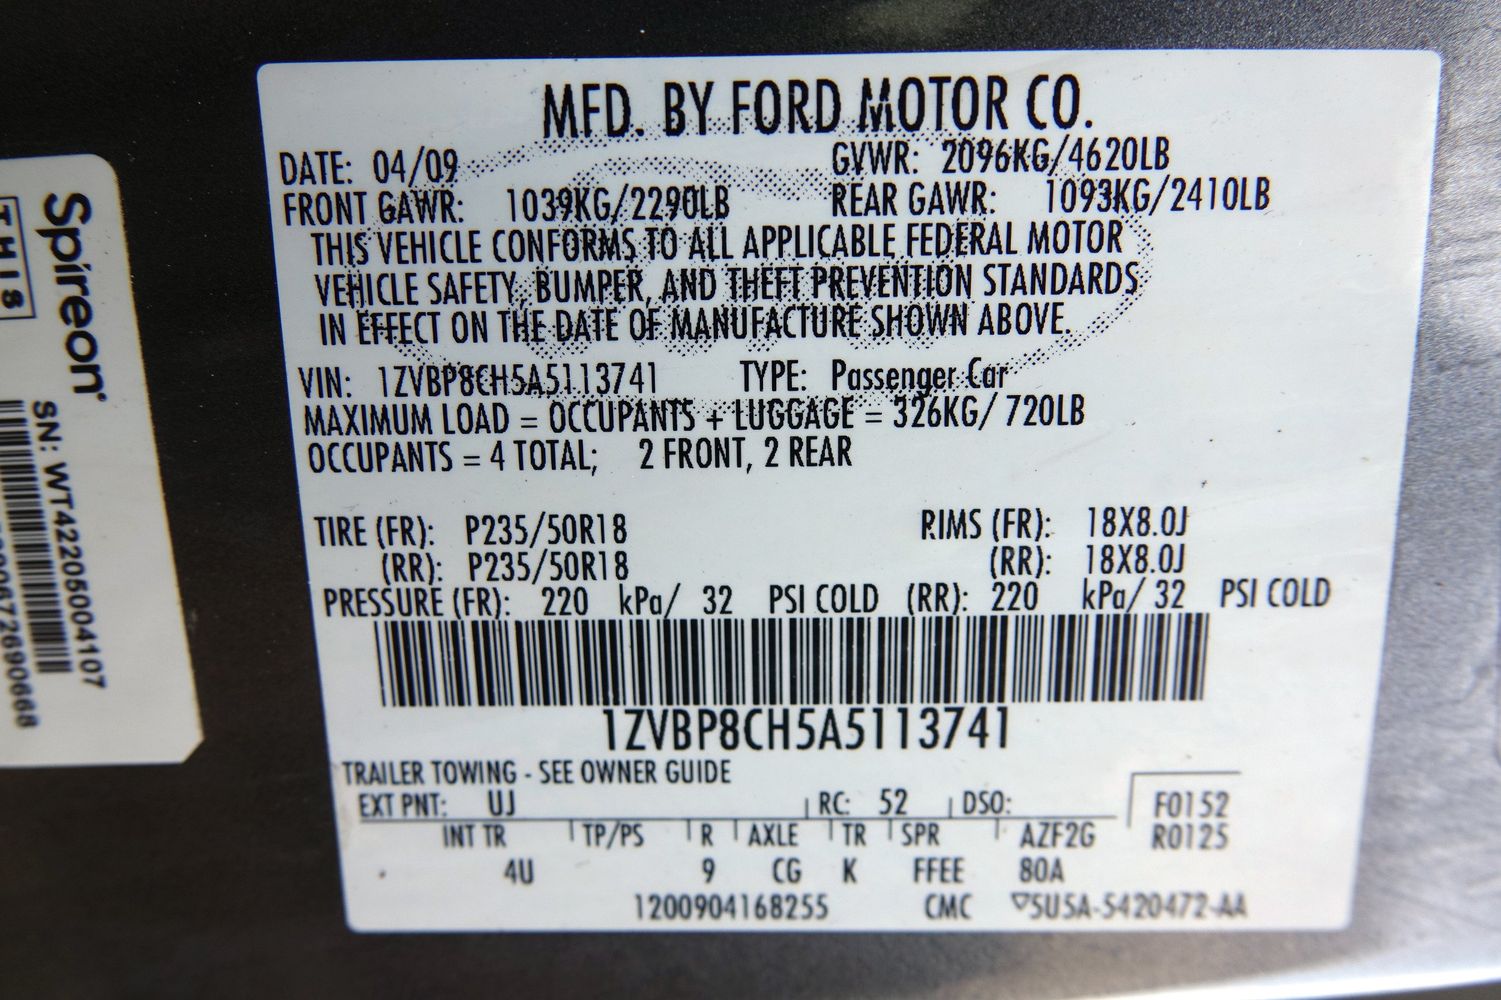 MFD. BY FORD MOTOR CO.
DATE: 04/09 GVWR: 2096KG/4620LB
FRONT GAWR: 1039KG/2290LB REAR GAWR: 1093KG/2410LB
THIS VEHICLE CONFORMS TO ALL APPLICABLE FEDERAL MOTOR
VEHICLE SAFETY, BUMPER, AND THEFT PREVENTION STANDARDS
IN EFFECT ON THE DATE OF MANUFACTURE SHOWN ABOVE.
VIN: 1ZVBP8CH5A5113741 TYPE: Passenger Car
MAXIMUM LOAD = OCCUPANTS + LUGGAGE = 326KG/ 720LB
OCCUPANTS = 4 TOTAL; 2 FRONT, 2 REAR
TIRE (FR): P235/50R18 RIMS (FR): 18X8.0J
(RR): P235/50R18 (RR): 18X8.0J
PRESSURE (FR): 220 kPa/ 32 PSI COLD (RR): 220 kPa/ 32 PSI COLD
1ZVBP8CH5A5113741
TRAILER TOWING - SEE OWNER GUIDE
EXT PNT: UJ RC: 52 DSO: F0152
INT TR TP/PS R AXLE TR SPR AZF2G R0125
4U 9 CG K FFEE 80A
1200904168255 CMC ▽5U5A-5420472-AA
Spireon
THIS
SN: WT42205004107